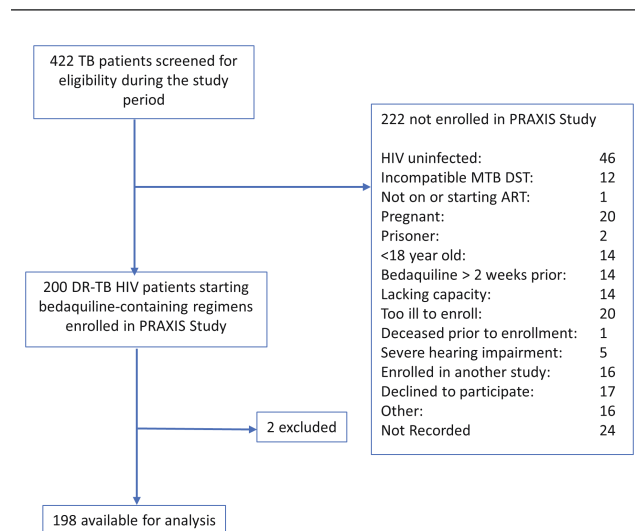 422 TB patients screened for
eligibility during the study
period
222 not enrolled in PRAXIS Study
HIV uninfected: 46
Incompatible MTB DST: 12
Not on or starting ART: 1
Pregnant: 20
Prisoner: 2
<18 year old: 14
Bedaquiline > 2 weeks prior: 14
Lacking capacity: 14
Too ill to enroll: 20
Deceased prior to enrollment: 1
Severe hearing impairment: 5
Enrolled in another study: 16
Declined to participate: 17
Other: 16
Not Recorded 24
200 DR-TB HIV patients starting
bedaquiline-containing regimens
enrolled in PRAXIS Study
2 excluded
198 available for analysis